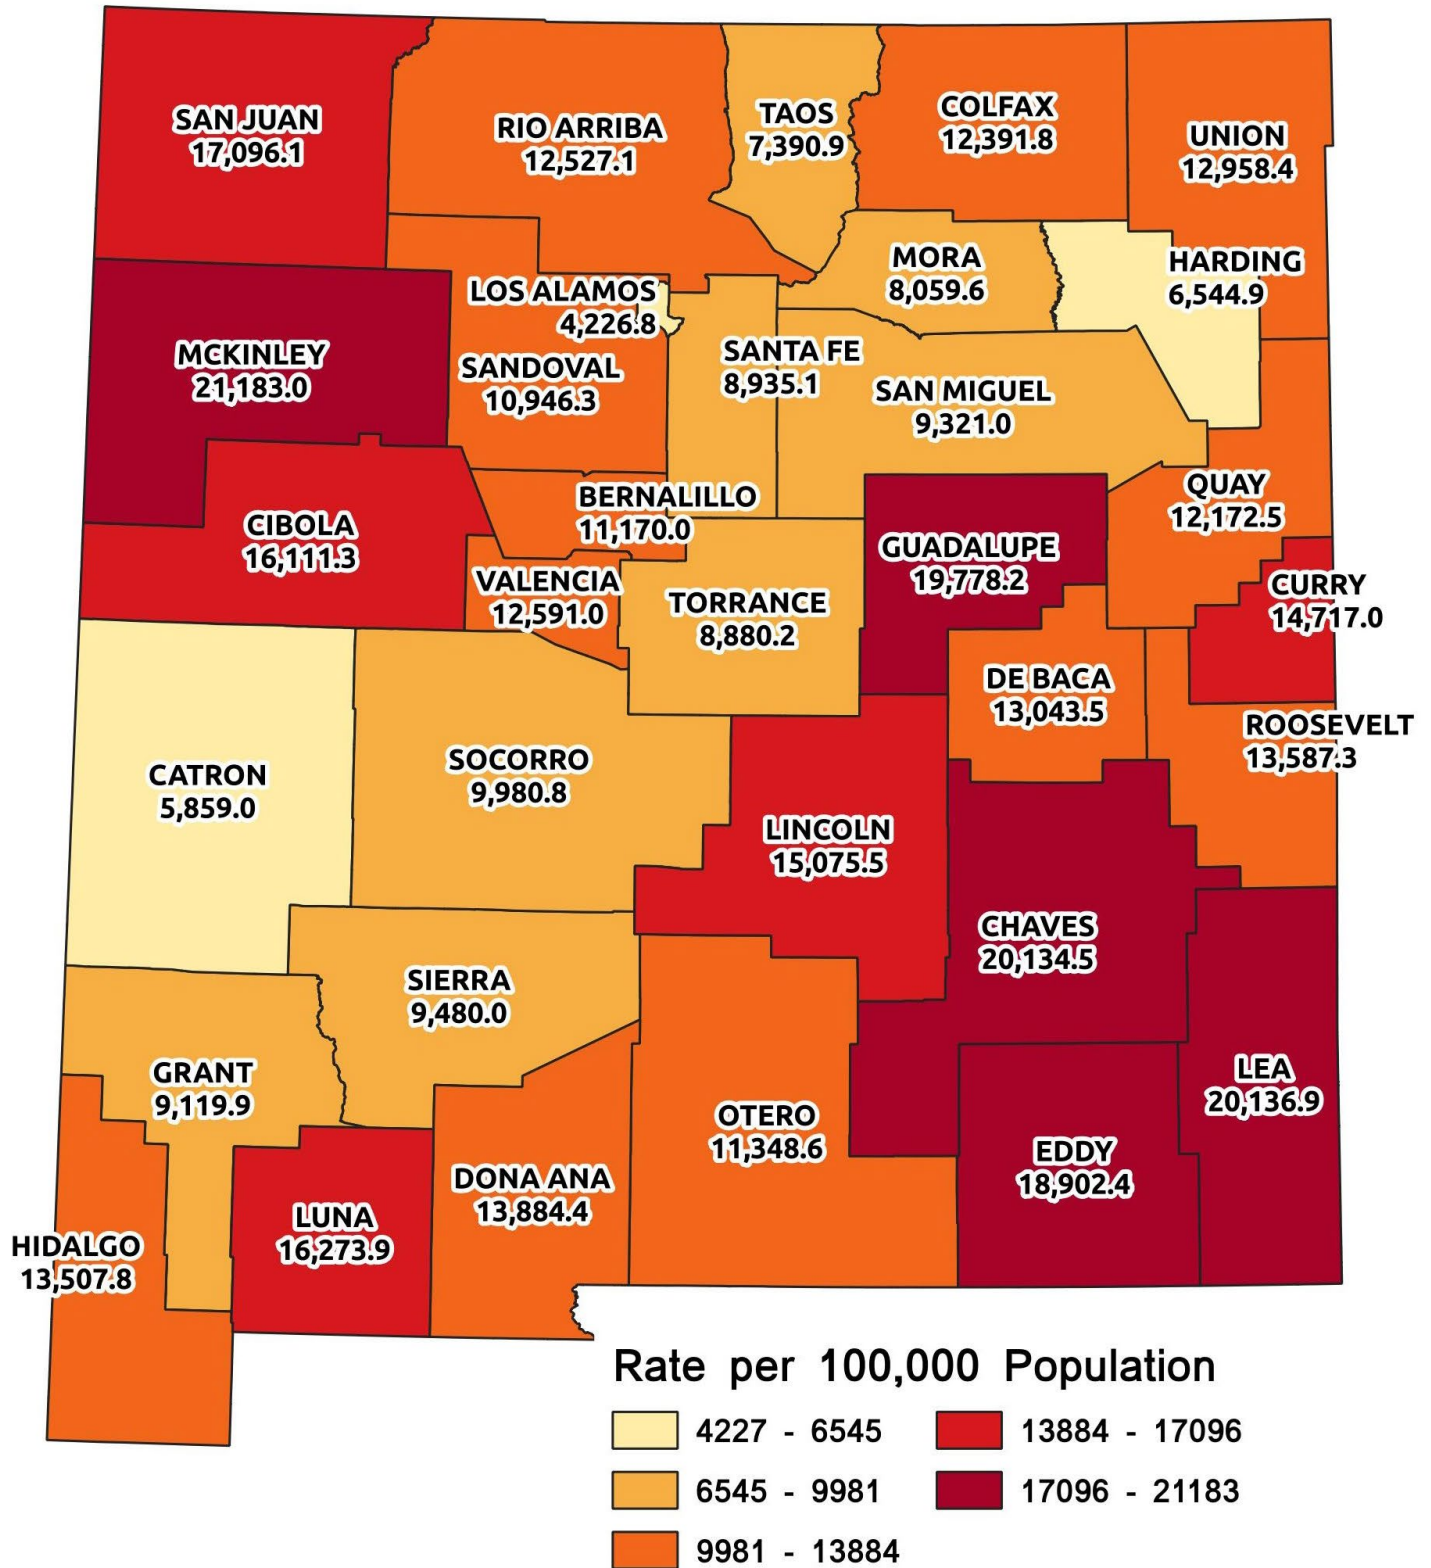 SAN JUAN
17,096.1
RIO ARRIBA
12,527.1
TAOS
7,390.9
COLFAX
12,391.8
UNION
12,958.4
MORA
8,059.6
HARDING
6,544.9
LOS ALAMOS
4,226.8
MCKINLEY
21,183.0
SANDOVAL
10,946.3
SANTA FE
8,935.1
SAN MIGUEL
9,321.0
BERNALILLO
11,170.0
QUAY
12,172.5
CIBOLA
16,111.3
GUADALUPE
19,778.2
VALENCIA
12,591.0
TORRANCE
8,880.2
CURRY
14,717.0
DE BACA
13,043.5
ROOSEVELT
13,587.3
CATRON
5,859.0
SOCORRO
9,980.8
LINCOLN
15,075.5
CHAVES
20,134.5
SIERRA
9,480.0
GRANT
9,119.9
LEA
20,136.9
OTERO
11,348.6
EDDY
18,902.4
DONA ANA
13,884.4
LUNA
16,273.9
HIDALGO
13,507.8
Rate per 100,000 Population
4227 - 6545
6545 - 9981
9981 - 13884
13884 - 17096
17096 - 21183